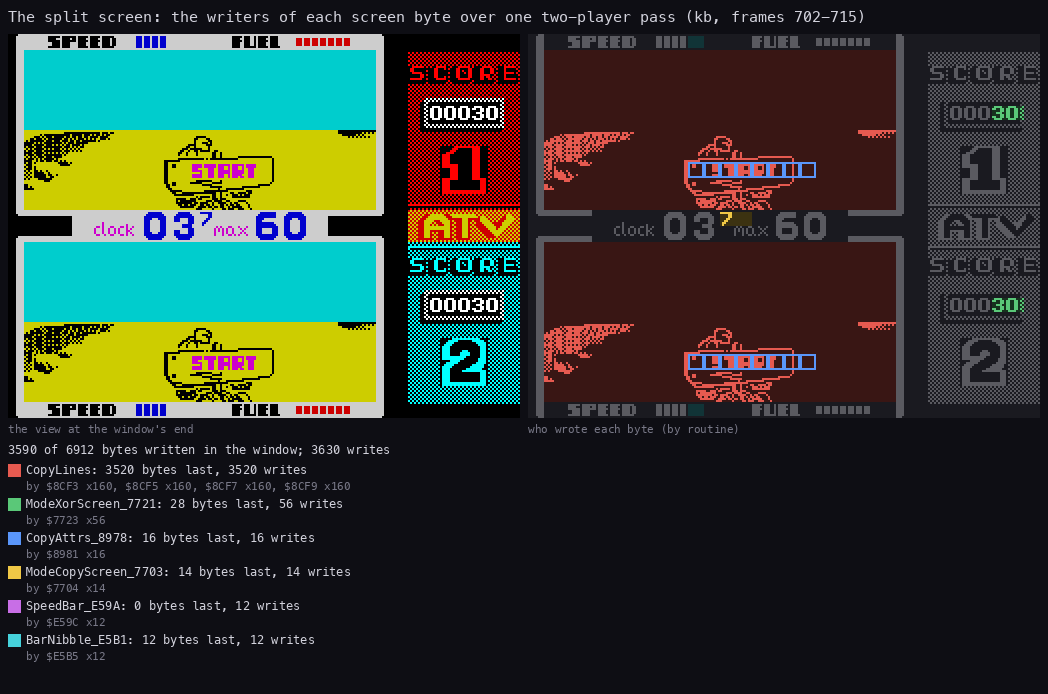 The split screen: the writers of each screen byte over one two-player pass (kb, frames 702-715)
SPEED FUEL
SCORE
00030
START
1
clock 03 7 max 60
ATV
SCORE
00030
START
2
SPEED FUEL
SPEED FUEL
SCORE
00030
START
1
clock 03 7 max 60
ATV
SCORE
00030
START
2
SPEED FUEL
the view at the window's end
who wrote each byte (by routine)
3590 of 6912 bytes written in the window; 3630 writes
CopyLines: 3520 bytes last, 3520 writes
by $8CF3 x160, $8CF5 x160, $8CF7 x160, $8CF9 x160
ModeXorScreen_7721: 28 bytes last, 56 writes
by $7723 x56
CopyAttrs_8978: 16 bytes last, 16 writes
by $8981 x16
ModeCopyScreen_7703: 14 bytes last, 14 writes
by $7704 x14
SpeedBar_E59A: 0 bytes last, 12 writes
by $E59C x12
BarNibble_E5B1: 12 bytes last, 12 writes
by $E5B5 x12